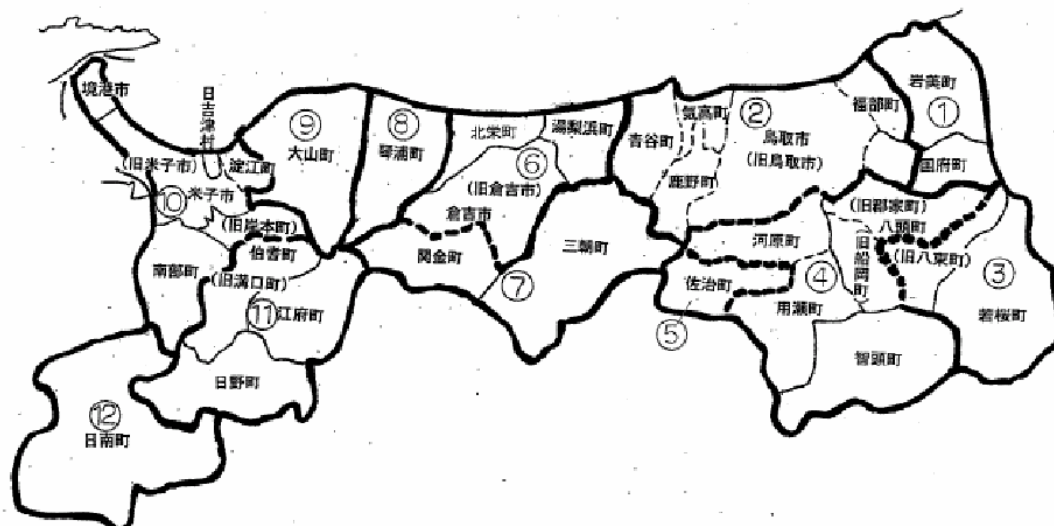 境港市
日吉津村
(旧米子市)
淀江町
⑩
米子市
(旧岸本町)
伯耆町
(旧溝口町)
南部町
⑪
江府町
日野町
⑫
日南町
⑨
大山町
⑧
琴浦町
北栄町
湯梨浜町
⑥
(旧倉吉市)
倉吉市
関金町
⑦
三朝町
青谷町
気高町
鹿野町
②
鳥取市
(旧鳥取市)
福部町
岩美町
①
国府町
(旧郡家町)
八頭町
(旧八東町)
旧船岡町
河原町
④
佐治町
⑤
用瀬町
③
若桜町
智頭町